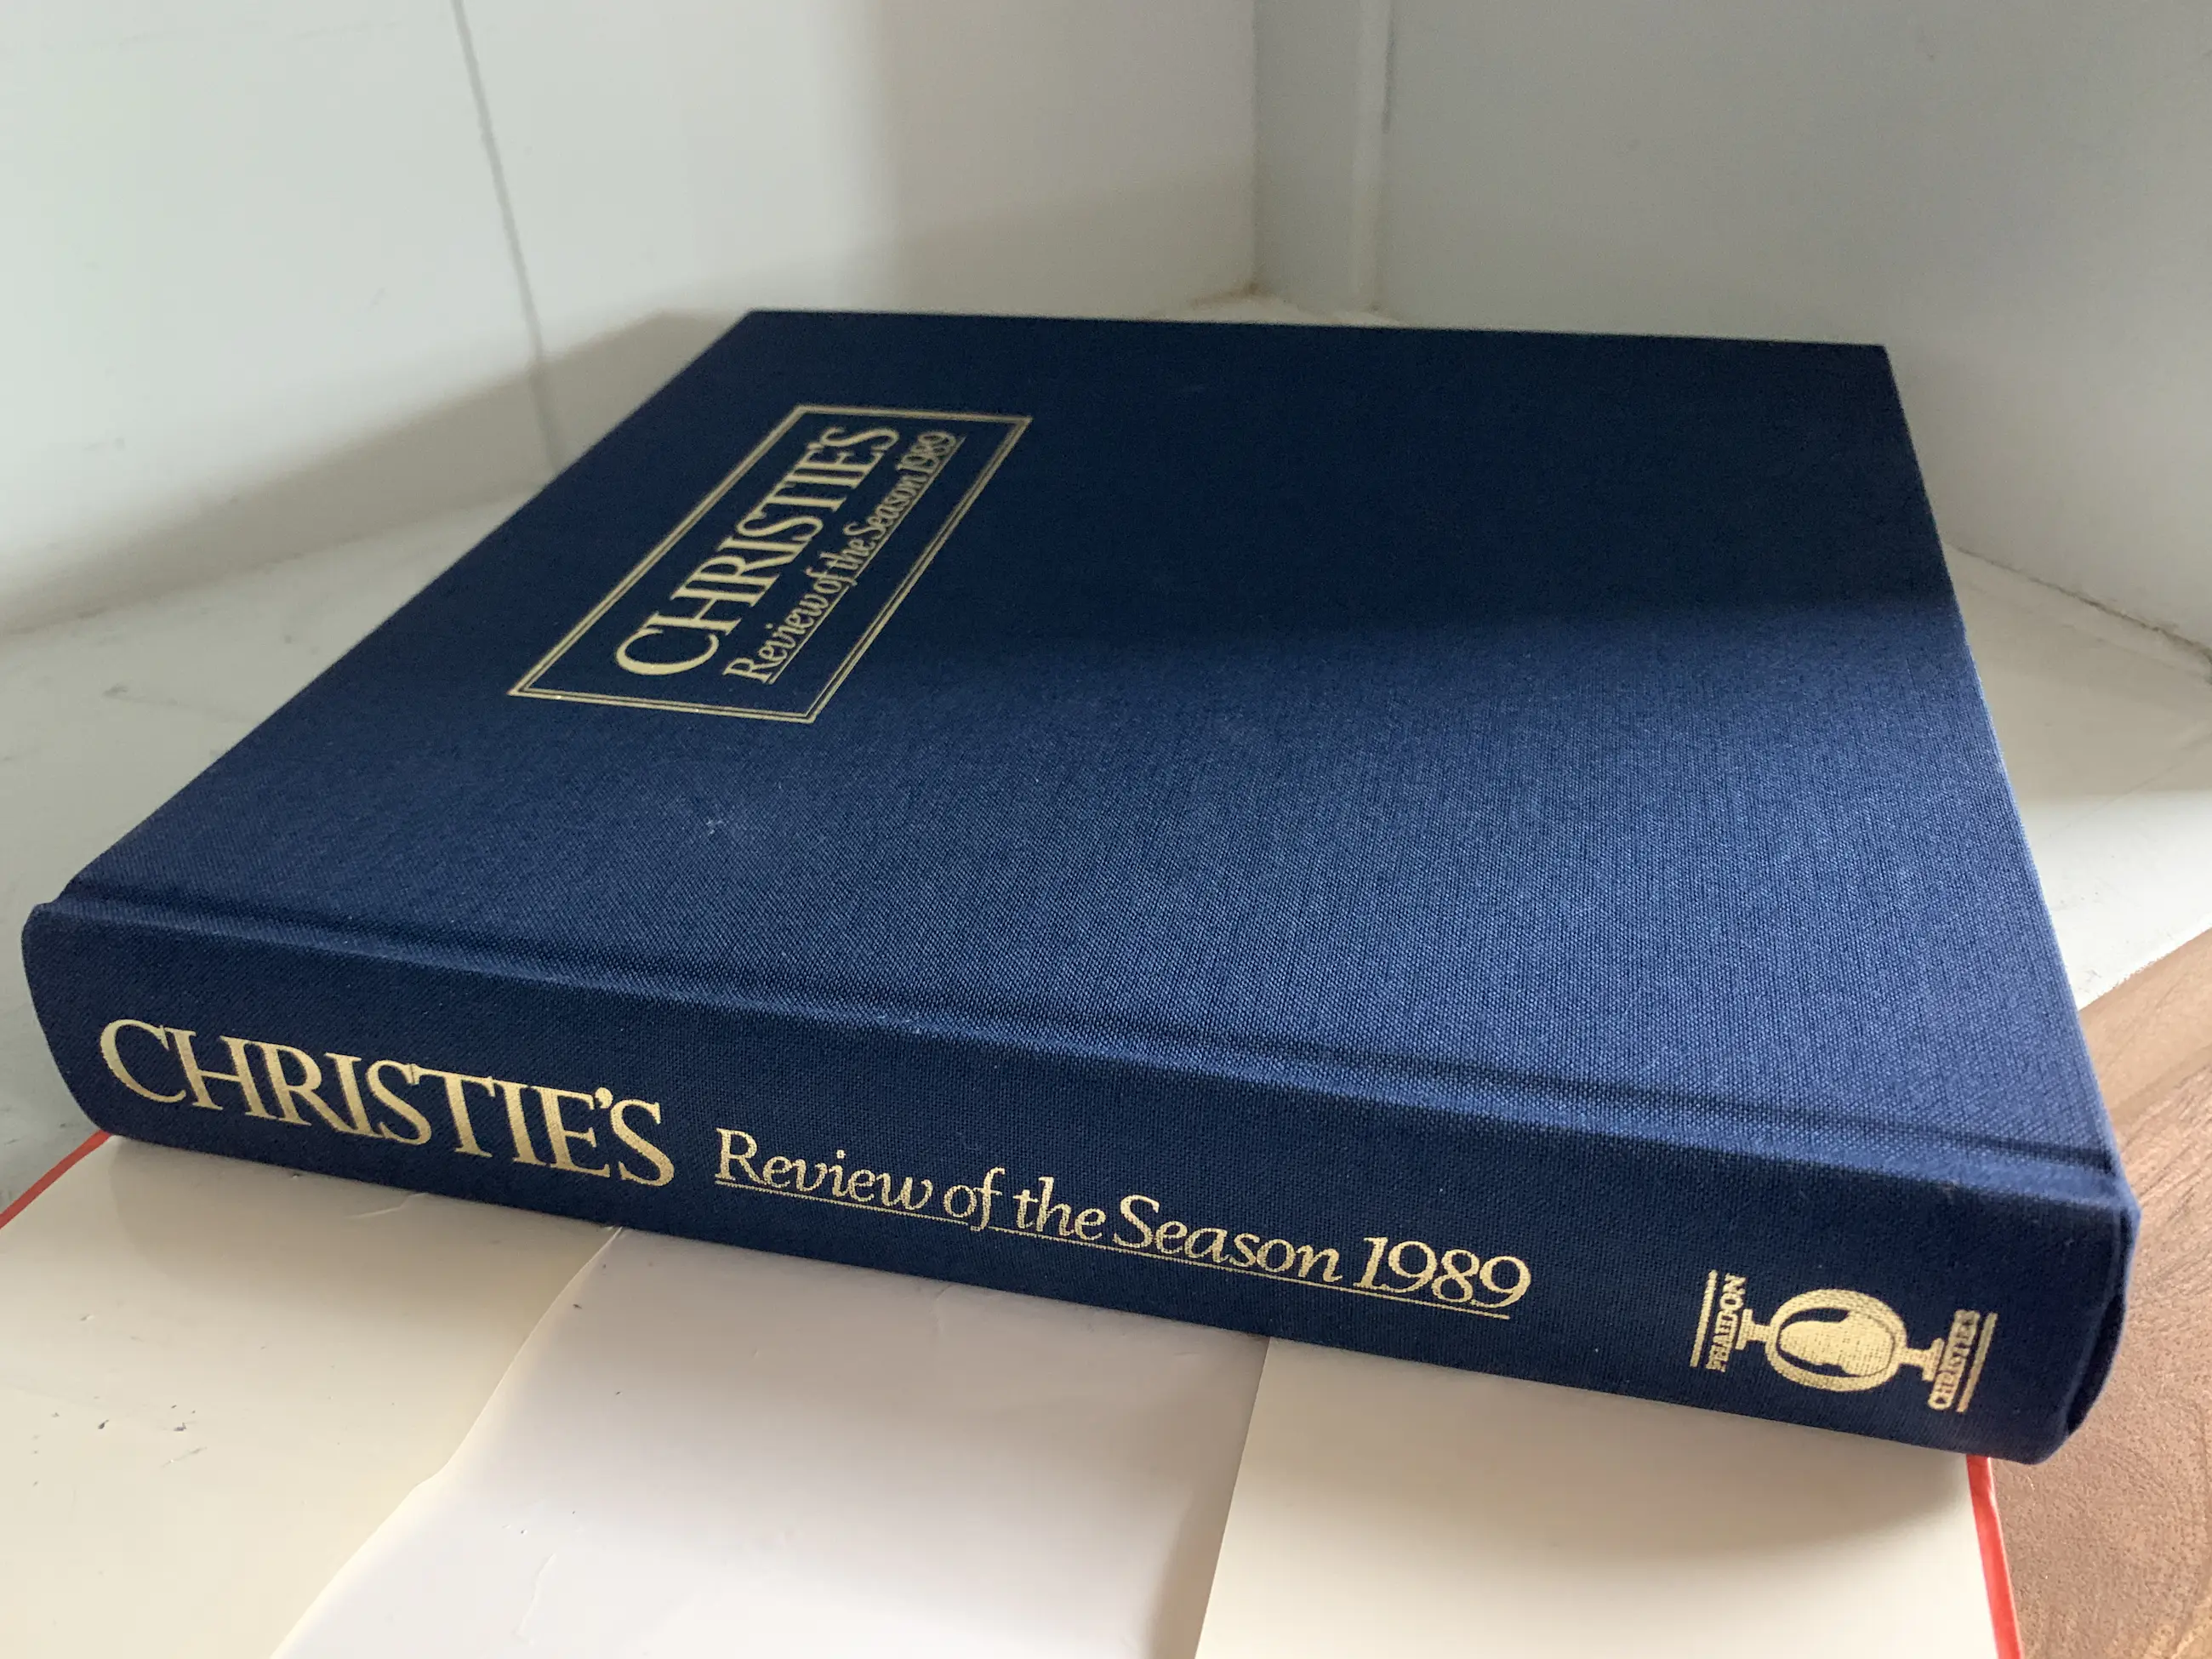 CHRISTIE'S
Review of the Season 1989
CHRISTIE'S Review of the Season 1989
PHAIDON
CHRISTIE'S